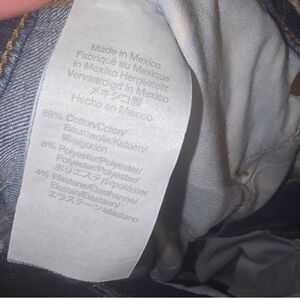 Made in Mexico
Fabriqué au Mexique
In Mexiko Hergestellt
Vervaardigd in Mexico
メキシコ製
Hecho en Mexico
88% Cotton/Coton/
Baumwolle/Katoen/
綿/algodón
8% Polyester/Polyester/
Polyester/Polyester/
ポリエステル/poliéster
4% Elastane/Élasthanne/
Elastan/Elastaan/
エラステーン/elastano